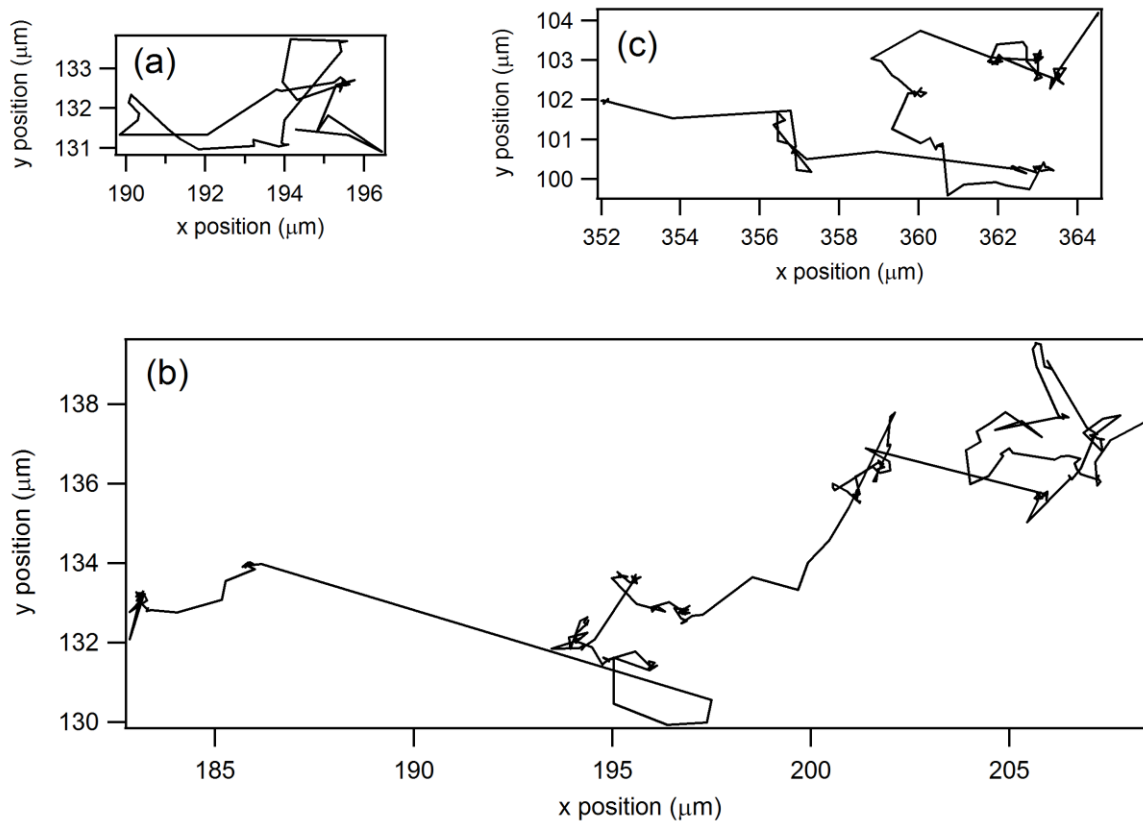 (a)
y position (μm)
133
132
131
190 192 194 196
x position (μm)
(c)
y position (μm)
104
103
102
101
100
352 354 356 358 360 362 364
x position (μm)
(b)
y position (μm)
138
136
134
132
130
185 190 195 200 205
x position (μm)